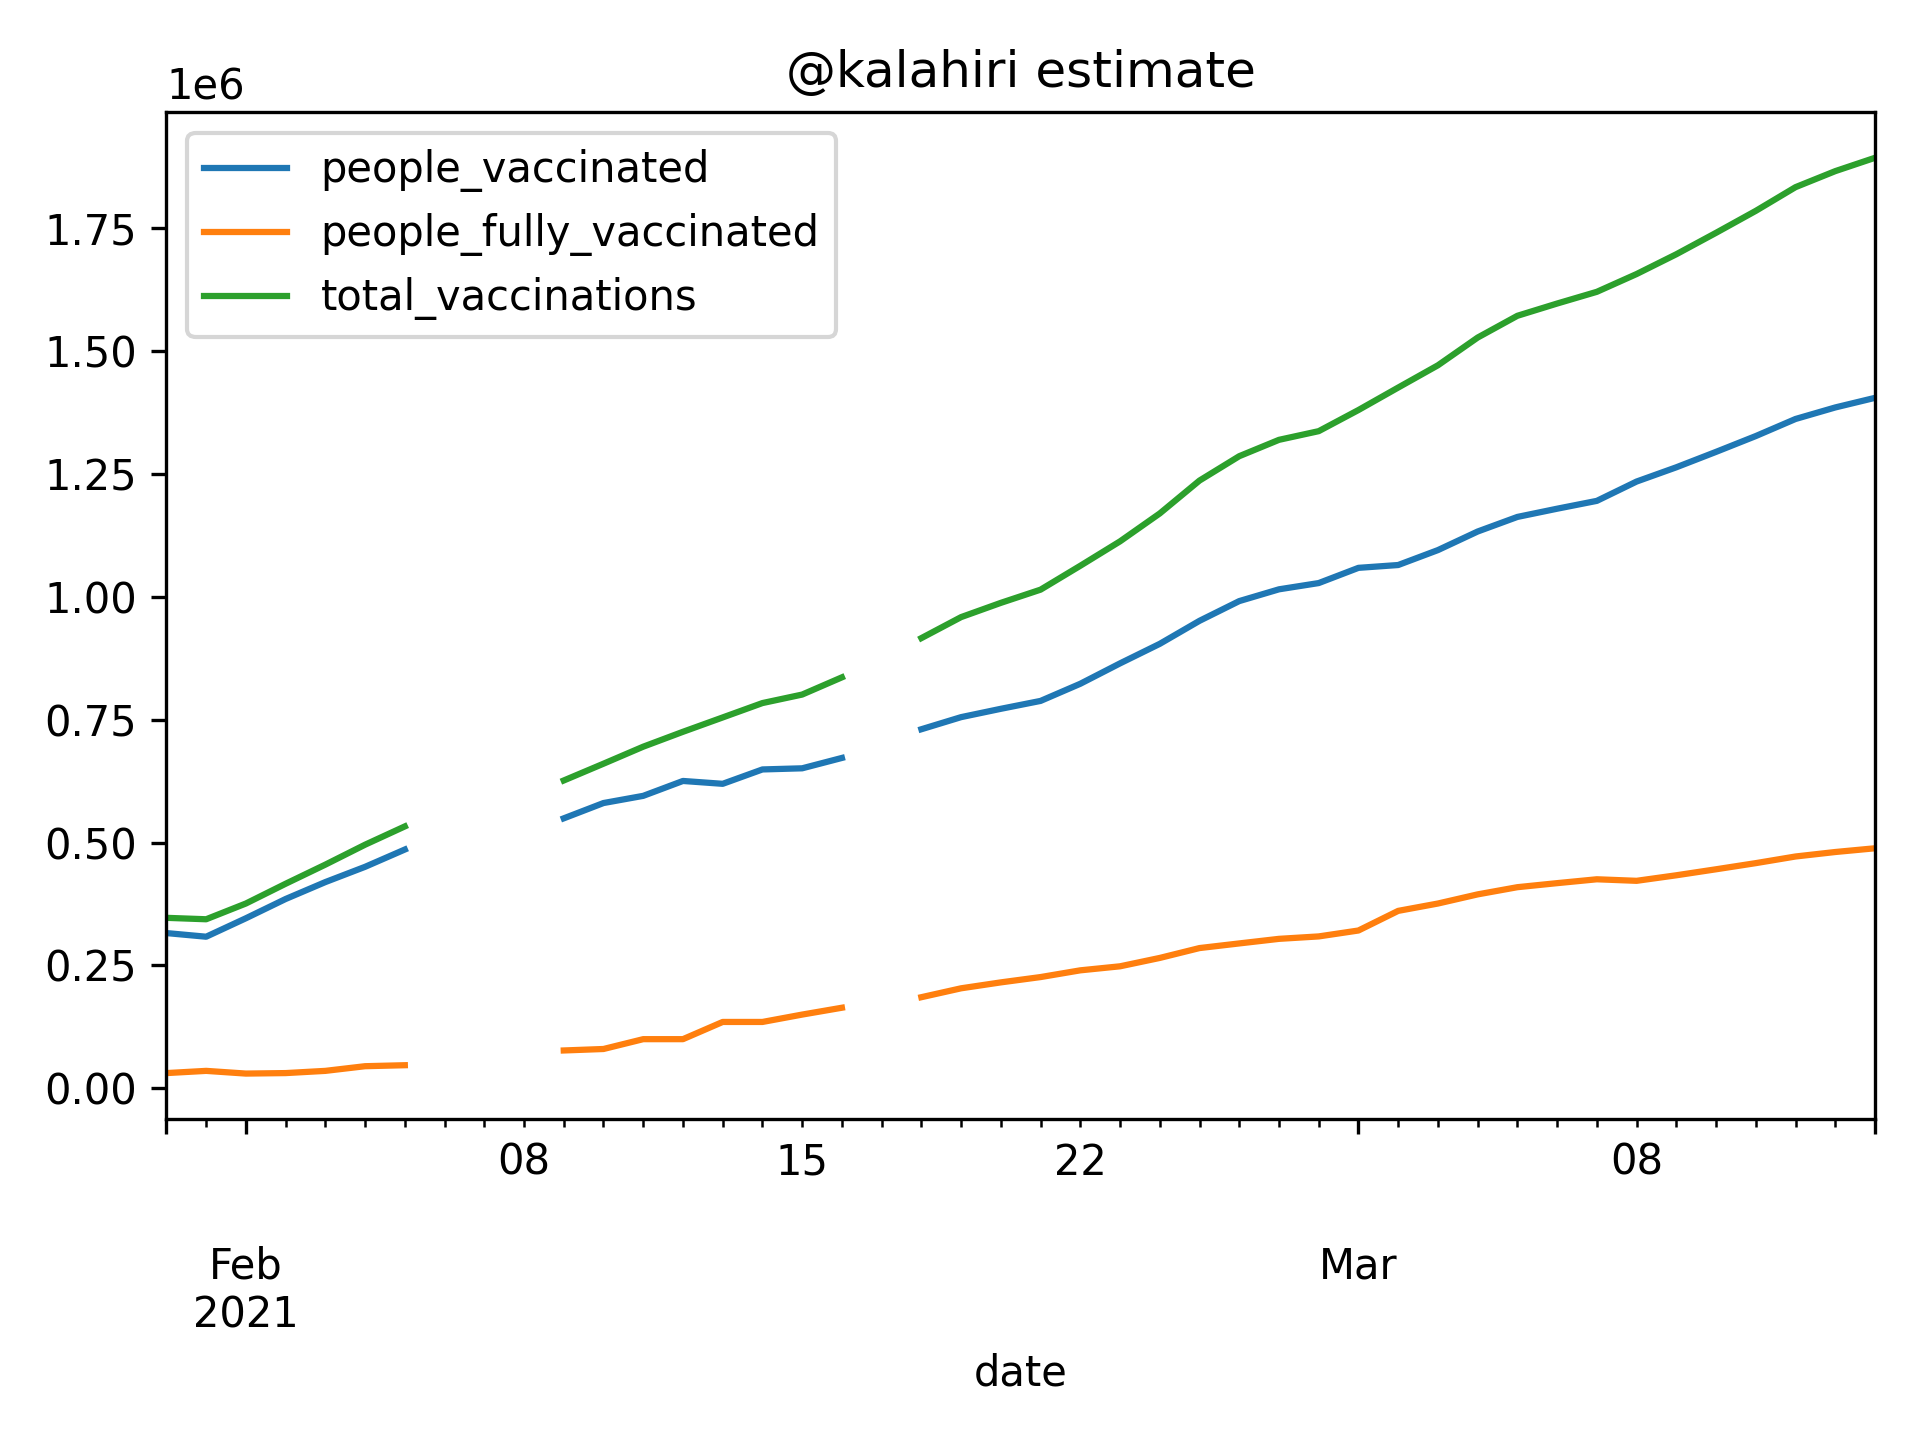 @kalahiri estimate
1e6
people_vaccinated
people_fully_vaccinated
total_vaccinations
1.75
1.50
1.25
1.00
0.75
0.50
0.25
0.00
08 15 22 08
Feb Mar
2021
date